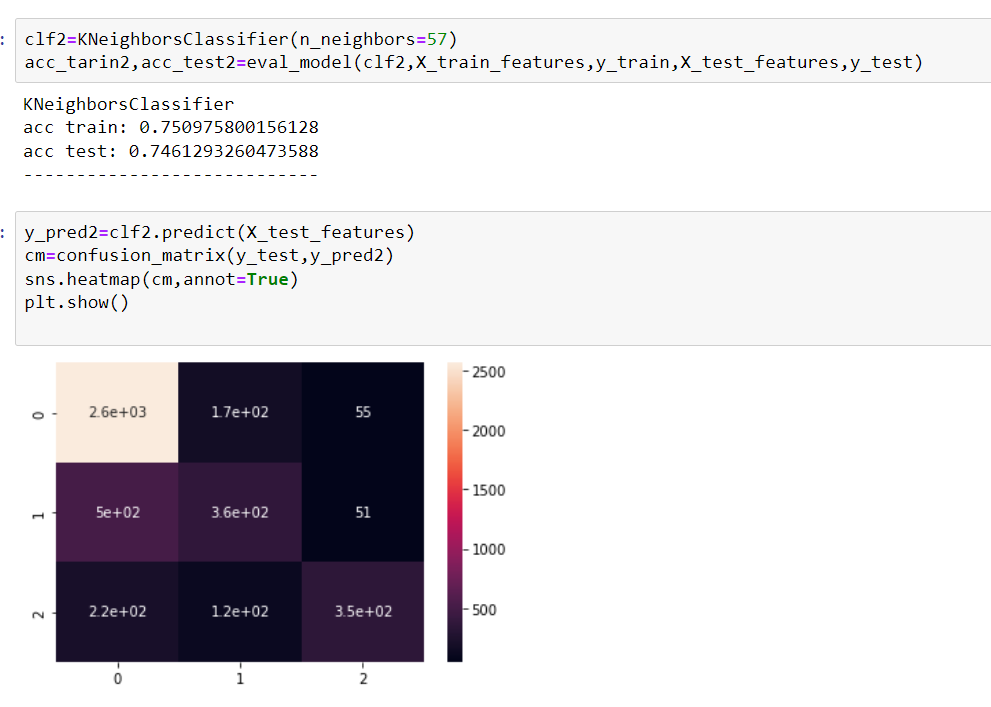 :
clf2=KNeighborsClassifier(n_neighbors=57)
acc_tarin2,acc_test2=eval_model(clf2,X_train_features,y_train,X_test_features,y_test)
KNeighborsClassifier
acc train: 0.750975800156128
acc test: 0.7461293260473588
----------------------------
:
y_pred2=clf2.predict(X_test_features)
cm=confusion_matrix(y_test,y_pred2)
sns.heatmap(cm,annot=True)
plt.show()
2500
0 2.6e+03 1.7e+02 55
2000
1500
1 5e+02 3.6e+02 51
1000
2 2.2e+02 1.2e+02 3.5e+02
500
0 1 2